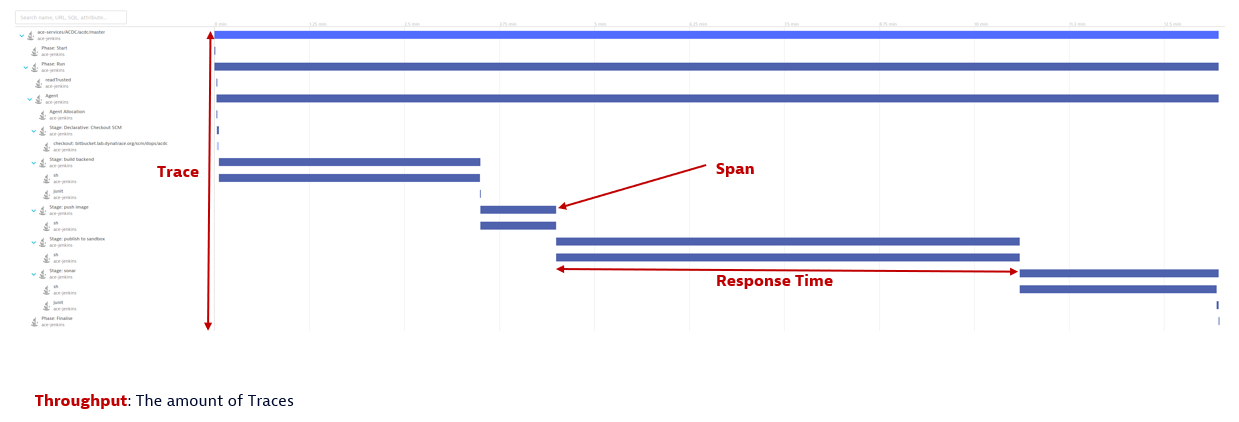 Search name, URL, SQL, attribute...
0 min 1.25 min 2.5 min 3.75 min 5 min 6.25 min 7.5 min 8.75 min 10 min 11.3 min 12.5 min
ace-services/ACDC/acdc/master
ace-jenkins
Phase: Start
ace-jenkins
Phase: Run
ace-jenkins
readTrusted
ace-jenkins
Agent
ace-jenkins
Agent Allocation
ace-jenkins
Stage: Declarative: Checkout SCM
ace-jenkins
checkout: bitbucket.lab.dynatrace.org/scm/dops/acdc
ace-jenkins
Stage: build backend
ace-jenkins
Trace
Span
sh
ace-jenkins
junit
ace-jenkins
Stage: push image
ace-jenkins
sh
ace-jenkins
Stage: publish to sandbox
ace-jenkins
sh
ace-jenkins
Stage: sonar
ace-jenkins
Response Time
sh
ace-jenkins
junit
ace-jenkins
Phase: Finalise
ace-jenkins
Throughput: The amount of Traces